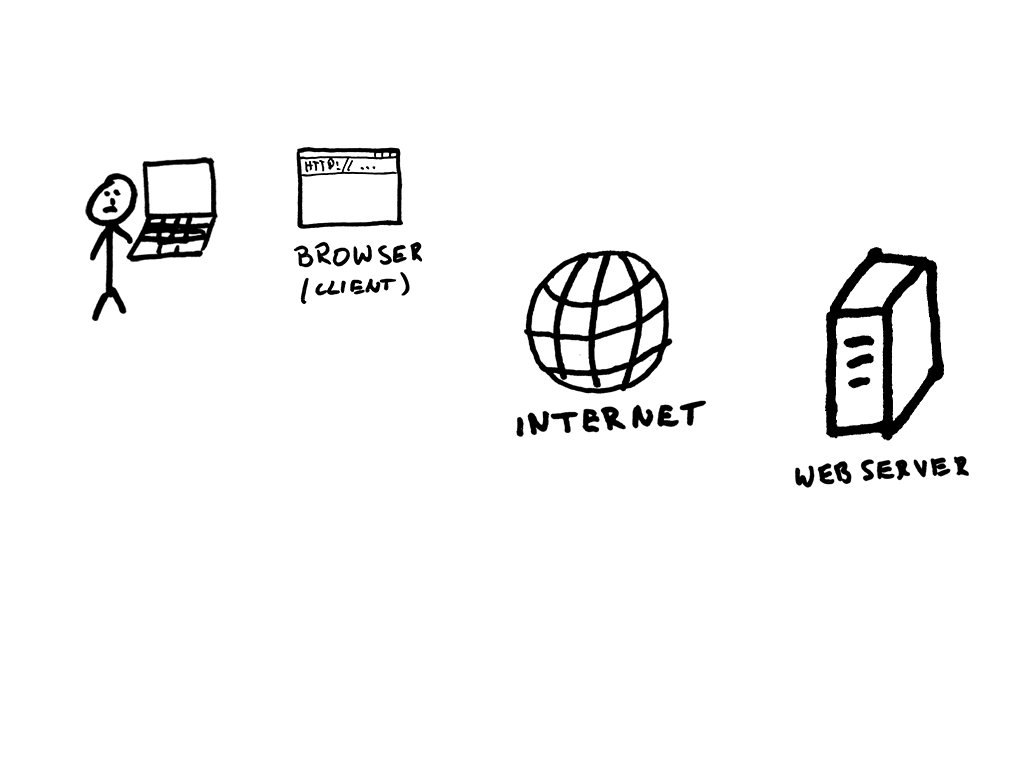 HTTP://...
BROWSER
(CLIENT)
INTERNET
WEB SERVER